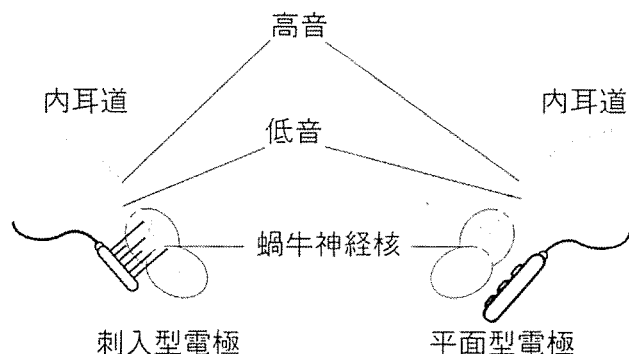 高音
内耳道
内耳道
低音
蝸牛神経核
刺入型電極
平面型電極